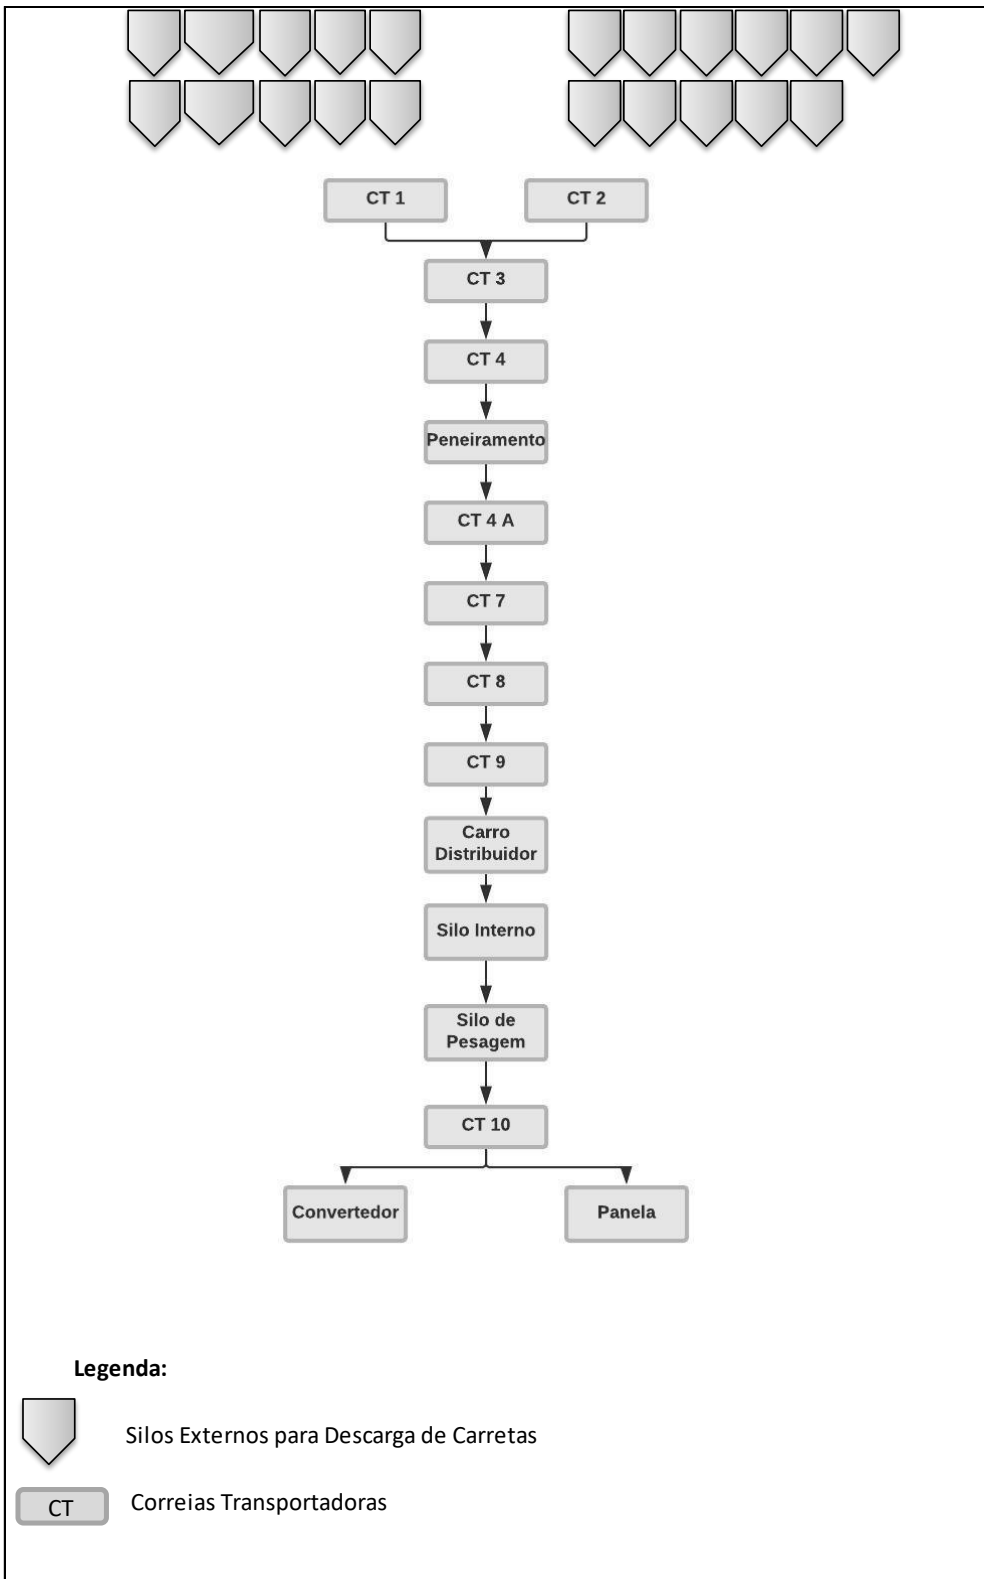 CT 1
CT 2
CT 3
CT 4
Peneiramento
CT 4 A
CT 7
CT 8
CT 9
Carro
Distribuidor
Silo Interno
Silo de
Pesagem
CT 10
Convertedor
Panela
Legenda:
Silos Externos para Descarga de Carretas
CT
Correias Transportadoras